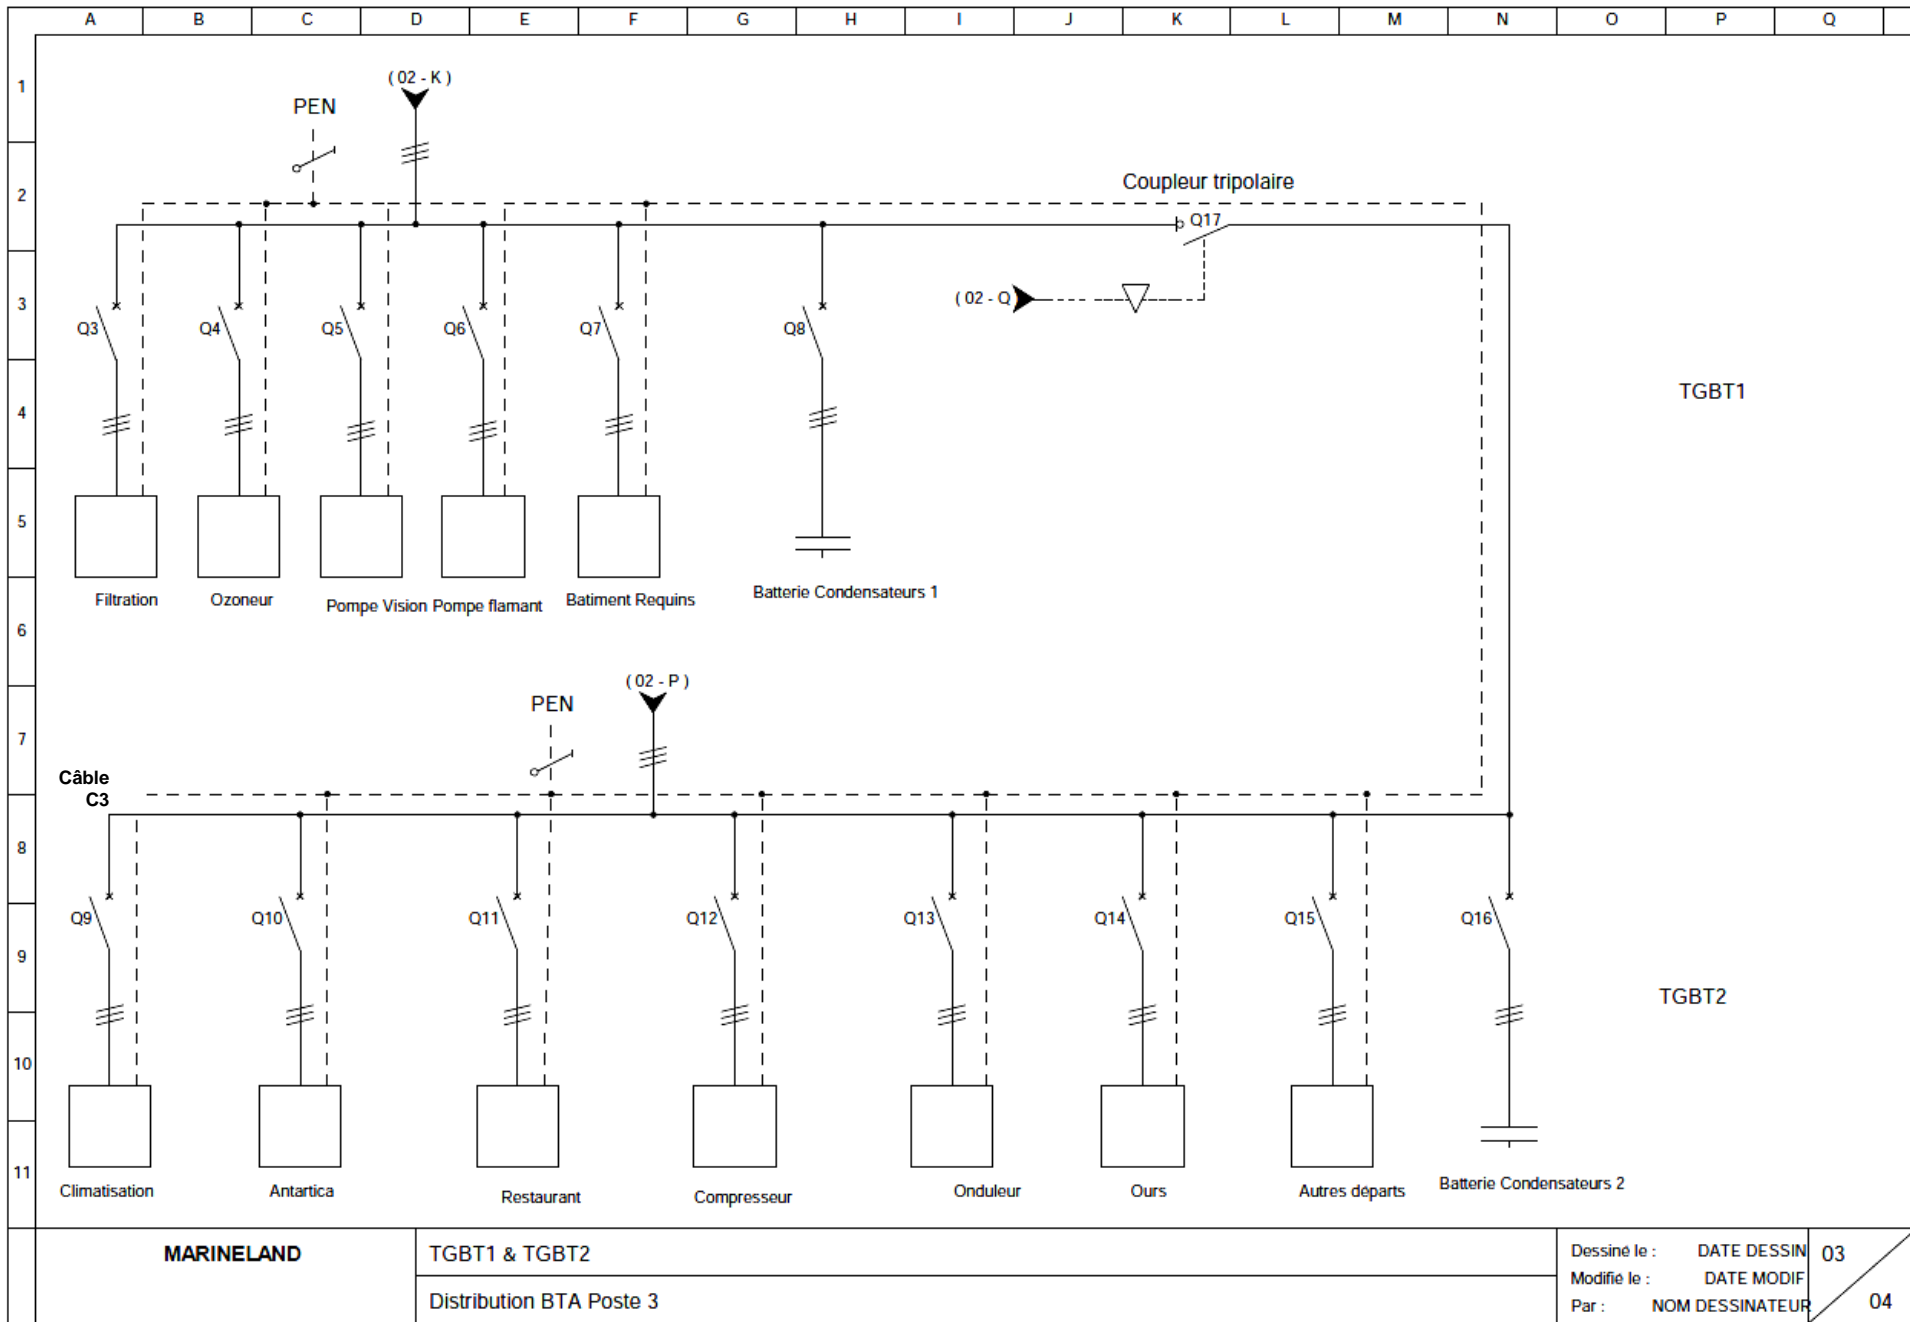 A B C D E F G H I J K L M N O P Q
1
( 02 - K )
PEN
2
Coupleur tripolaire
Q17
3
( 02 - Q )
Q3 Q4 Q5 Q6 Q7 Q8
4
TGBT1
5
Filtration Ozoneur Pompe Vision Pompe flamant Batiment Requins Batterie Condensateurs 1
6
( 02 - P )
PEN
7
Câble
C3
8
Q9 Q10 Q11 Q12 Q13 Q14 Q15 Q16
9
TGBT2
10
11
Climatisation Antartica Restaurant Compresseur Onduleur Ours Autres départs Batterie Condensateurs 2
MARINELAND
TGBT1 & TGBT2
Distribution BTA Poste 3
Dessiné le : DATE DESSIN
Modifié le : DATE MODIF
Par : NOM DESSINATEUR
03
04